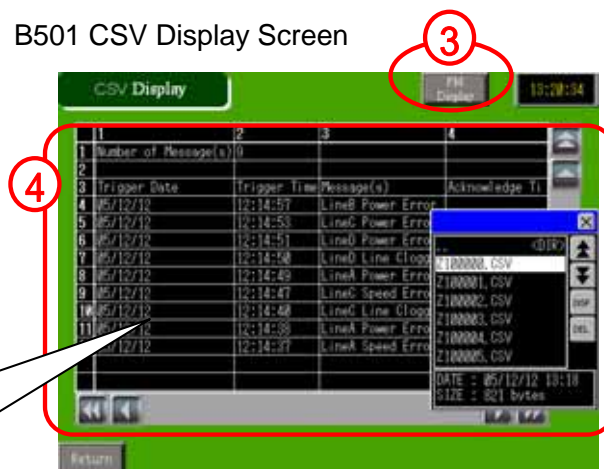 B501 CSV Display Screen
3
CSV Display
FM Display
13:20:34
4
1 2 3 4
1 Number of Message(s) 9
2
3 Trigger Date Trigger Time Message(s) Acknowledge Ti
4 05/12/12 12:14:57 LineB Power Error
5 05/12/12 12:14:53 LineC Power Erro
6 05/12/12 12:14:51 LineD Power Erro
7 05/12/12 12:14:50 LineD Line Clogg
8 05/12/12 12:14:49 LineA Power Erro
9 05/12/12 12:14:47 LineC Speed Erro
10 05/12/12 12:14:40 LineC Line Clogg
11 05/12/12 12:14:38 LineA Power Erro
05/12/12 12:14:37 LineA Speed Erro
.. <DIR>
Z100000.CSV
Z100001.CSV
Z100002.CSV
Z100003.CSV
Z100004.CSV
Z100005.CSV
DISP
DEL
DATE : 05/12/12 13:18
SIZE : 821 bytes
Return